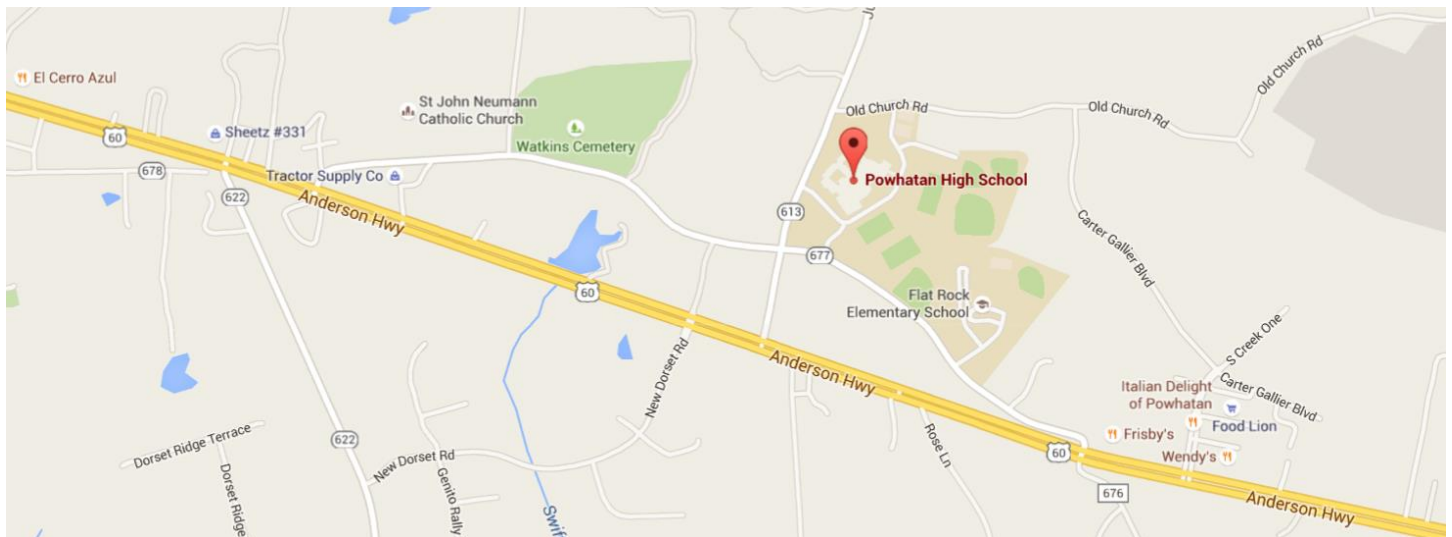 El Cerro Azul
60
Sheetz #331
678
622
Tractor Supply Co
Anderson Hwy
St John Neumann
Catholic Church
Watkins Cemetery
Old Church Rd
Old Church Rd
Old Church Rd
Powhatan High School
613
677
60
Flat Rock
Elementary School
Carter Gallier Blvd
S Creek One
Carter Gallier Blvd
Italian Delight
of Powhatan
Food Lion
Frisby's
Wendy's
Anderson Hwy
New Dorset Rd
Rose Ln
60
676
Anderson Hwy
622
Dorset Ridge Terrace
Dorset Ridge
New Dorset Rd
Genito Rally
Swif